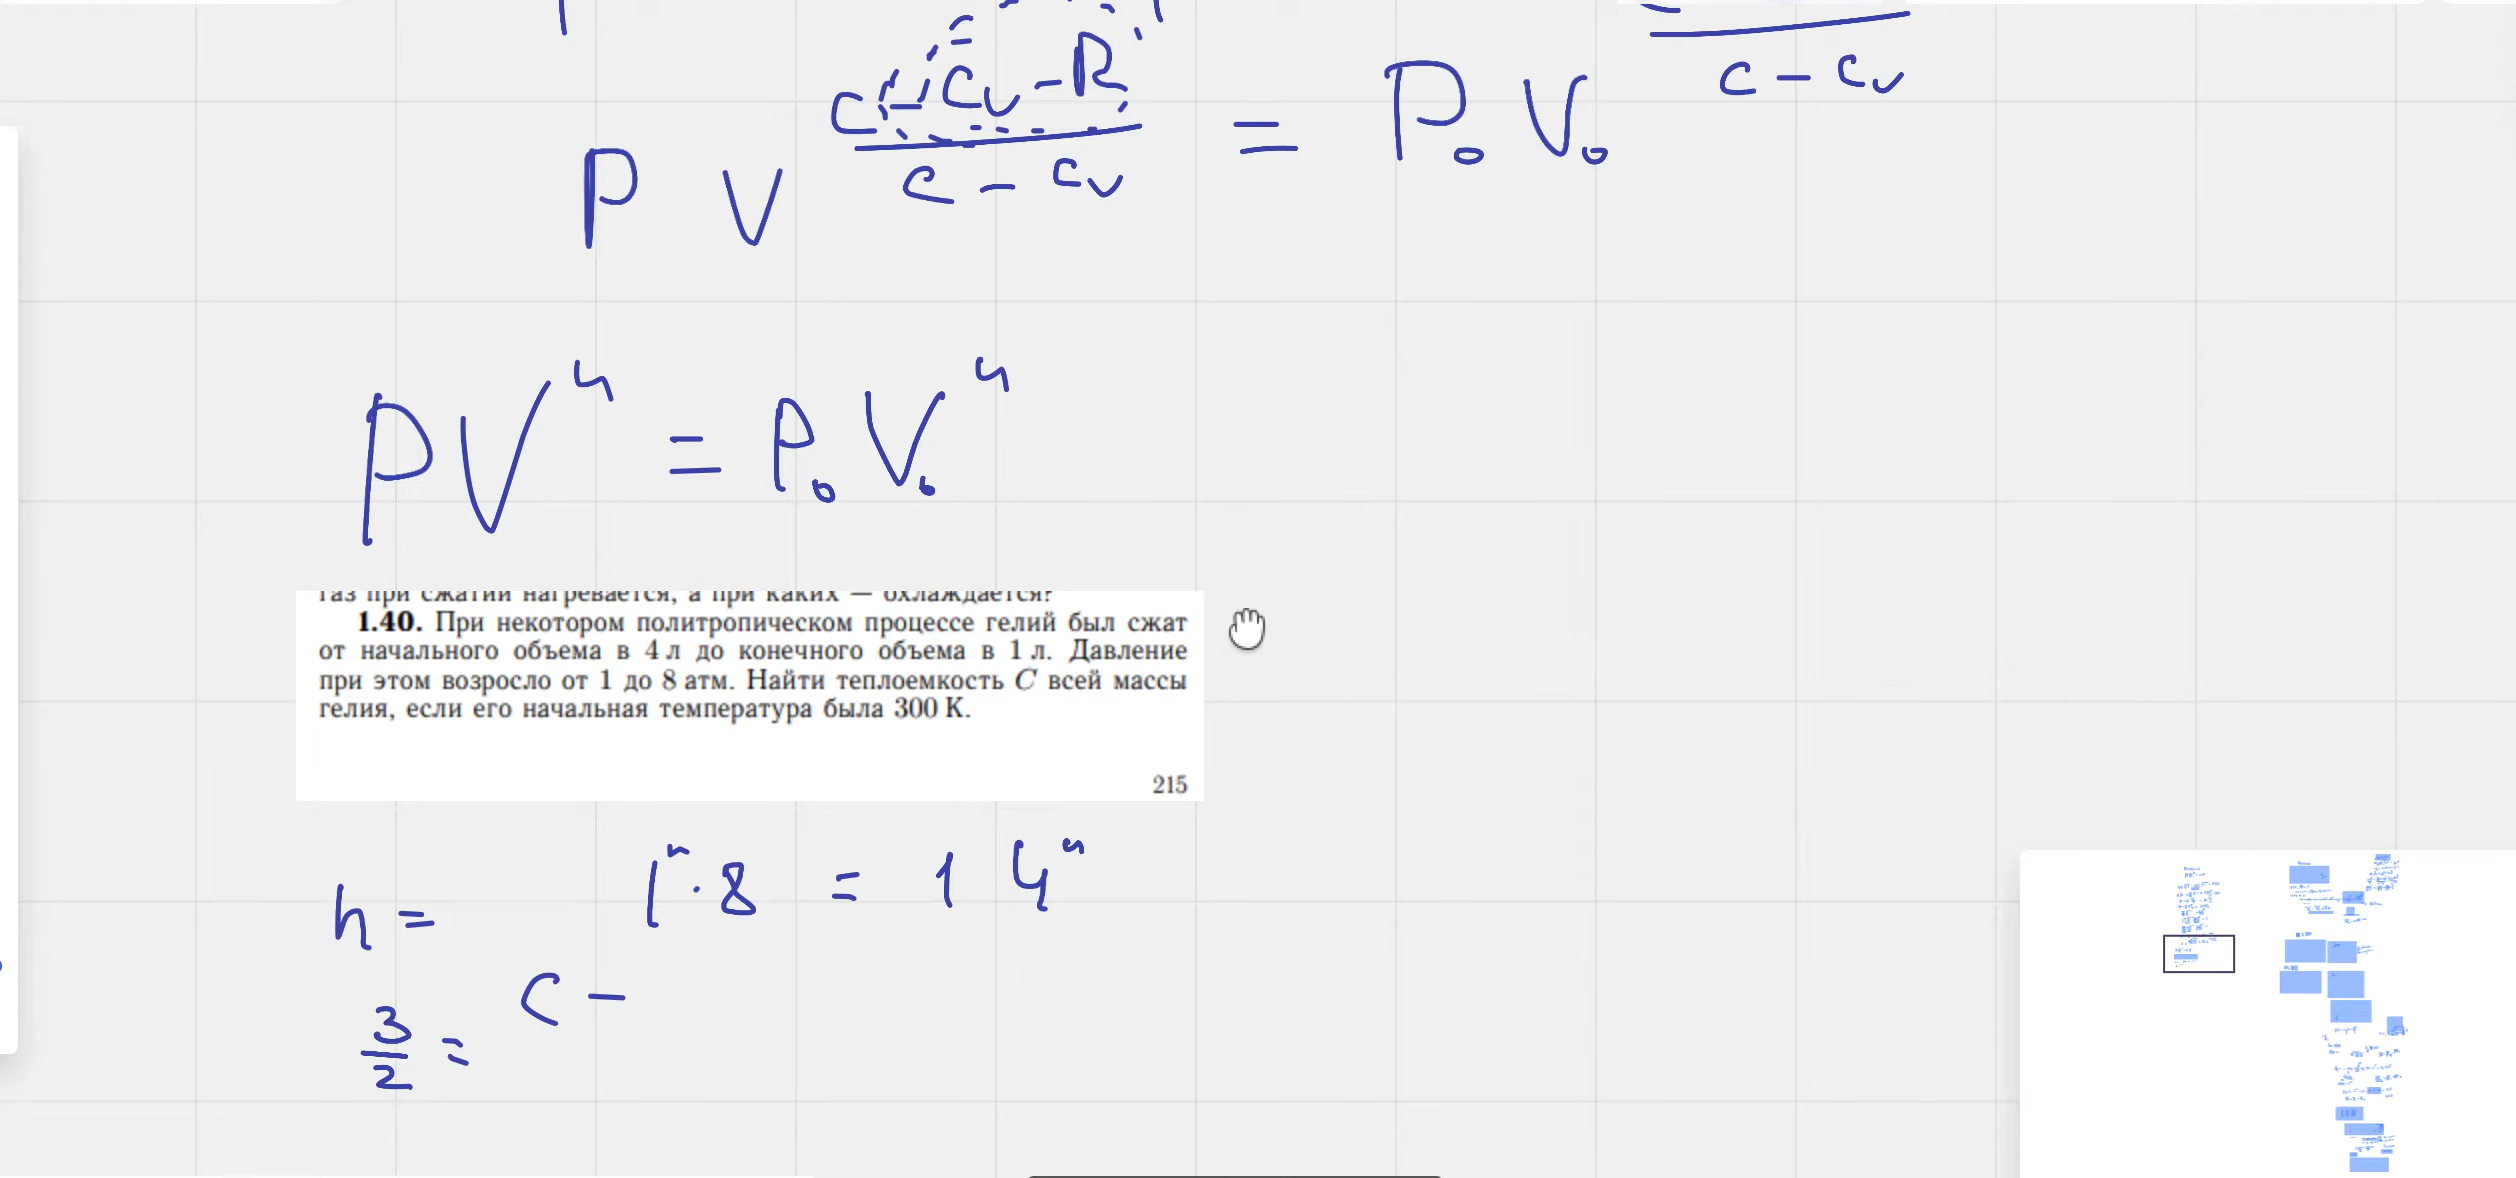 C - C_V - R
C - C_V
P V = P_0 V_0
C - C_V
P V^n = P_0 V_0^n
газ при сжатии нагревается, а при каких — охлаждается?
1.40. При некотором политропическом процессе гелий был сжат
от начального объема в 4 л до конечного объема в 1 л. Давление
при этом возросло от 1 до 8 атм. Найти теплоемкость C всей массы
гелия, если его начальная температура была 300 К.
215
1^n · 8 = 1 4^n
n =
C -
3/2 =